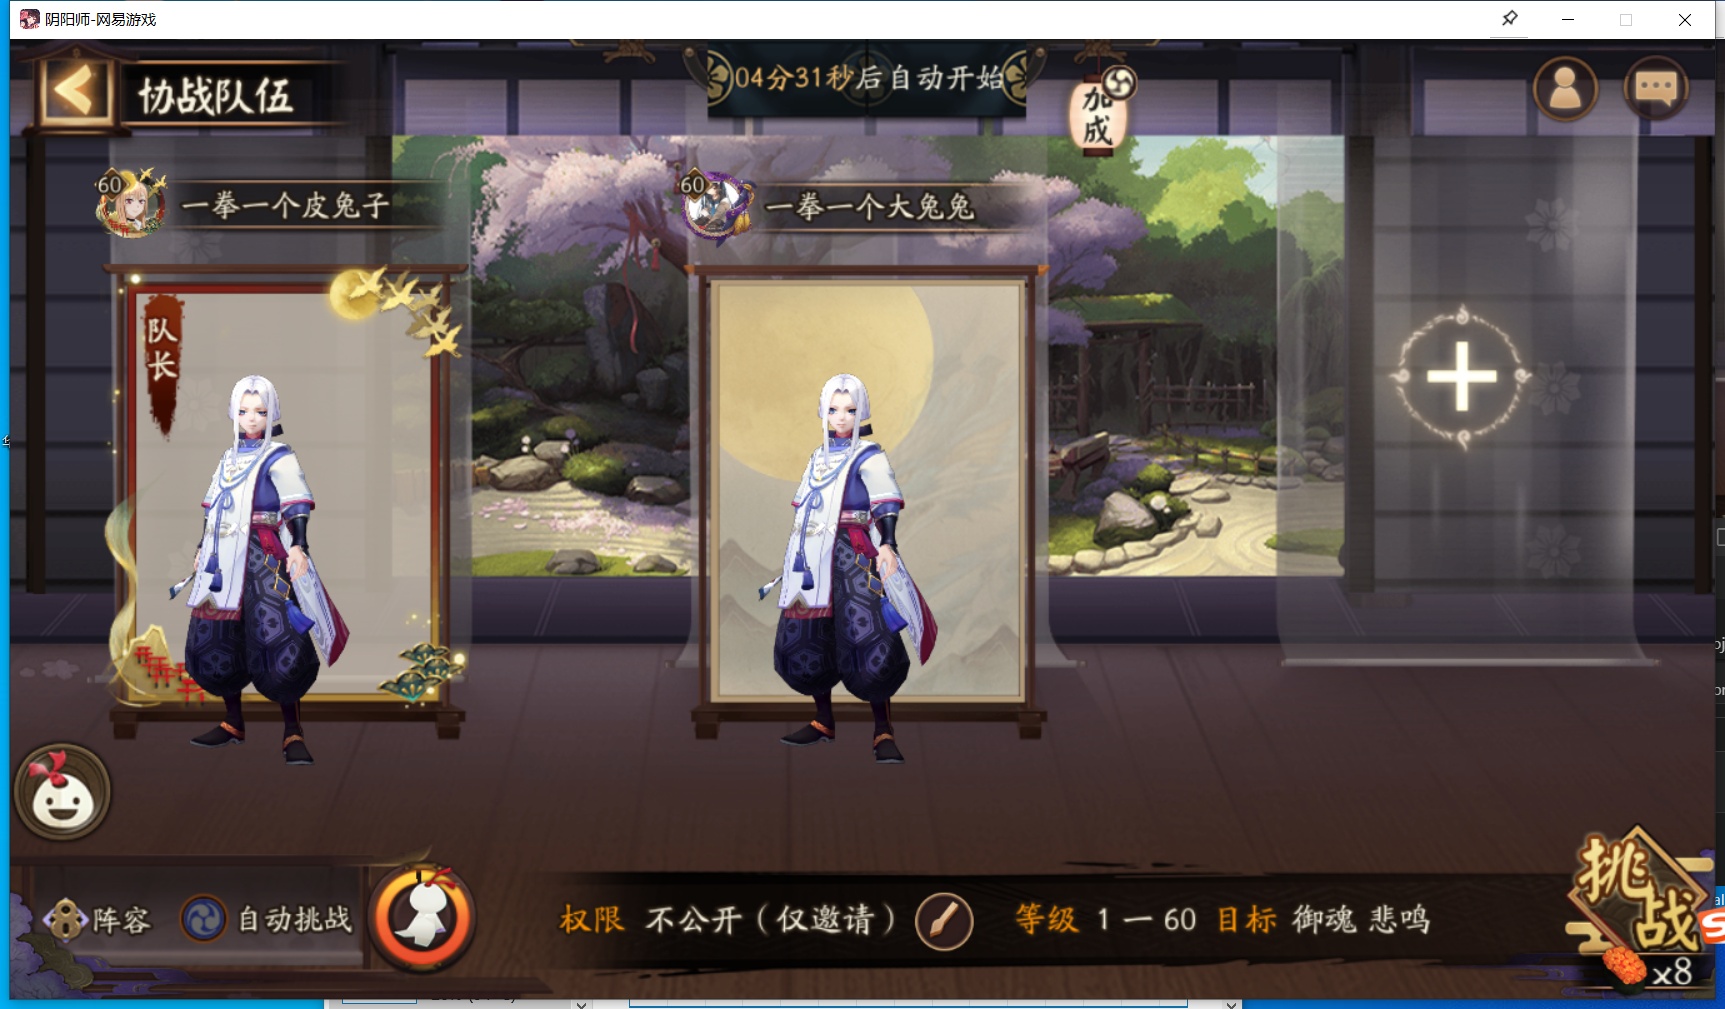 阴阳师-网易游戏
协战队伍
04分31秒后自动开始
加成
60
一拳一个皮兔子
60
一拳一个大兔兔
队长
阵容
自动挑战
权限 不公开（仅邀请）
等级 1 一 60 目标 御魂 悲鸣
挑战
x8